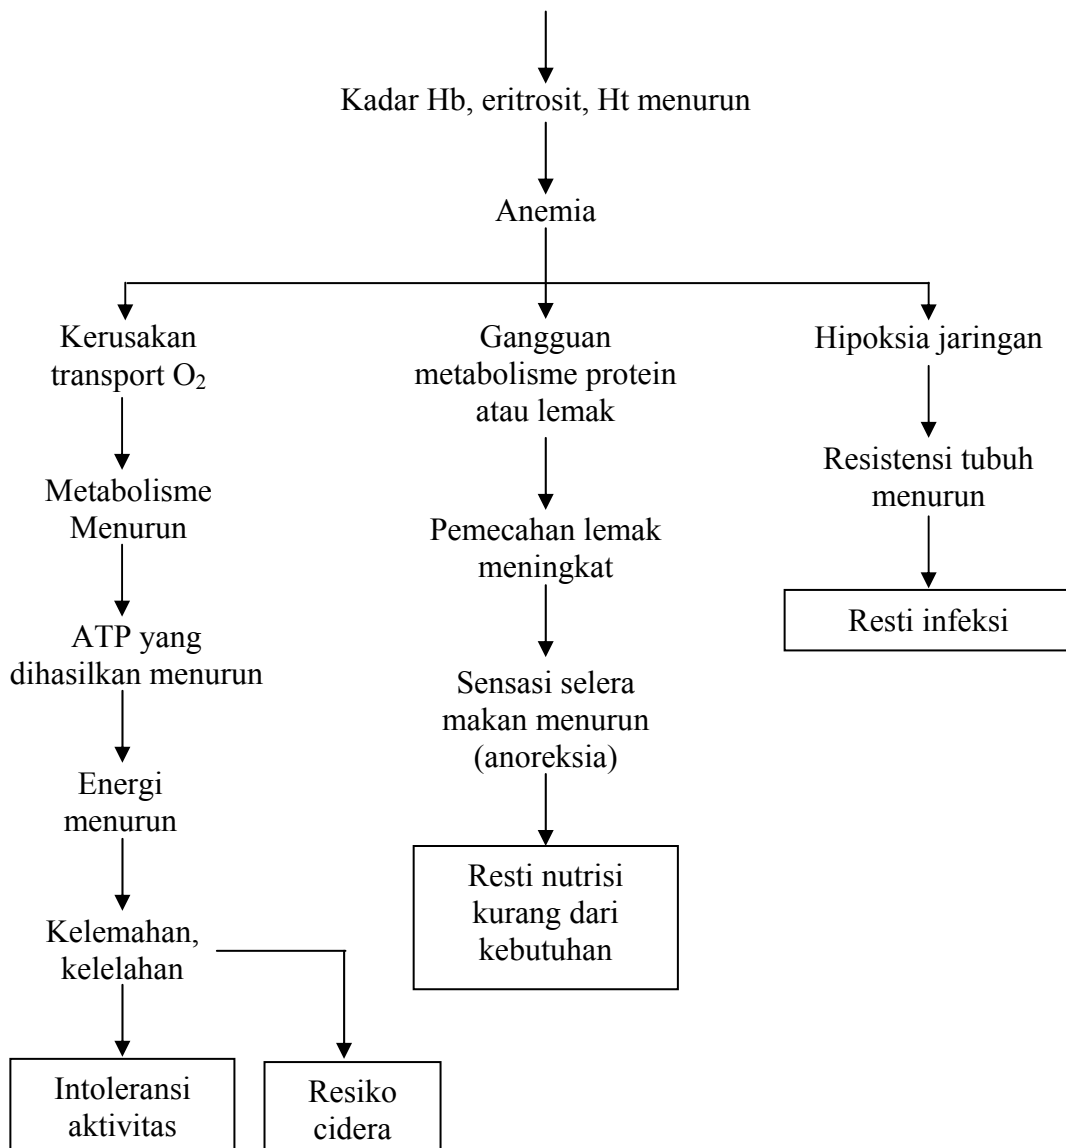 Kadar Hb, eritrosit, Ht menurun
Anemia
Kerusakan
transport O₂
Metabolisme
Menurun
ATP yang
dihasilkan menurun
Energi
menurun
Kelemahan,
kelelahan
Intoleransi
aktivitas
Resiko
cidera
Gangguan
metabolisme protein
atau lemak
Pemecahan lemak
meningkat
Sensasi selera
makan menurun
(anoreksia)
Resti nutrisi
kurang dari
kebutuhan
Hipoksia jaringan
Resistensi tubuh
menurun
Resti infeksi